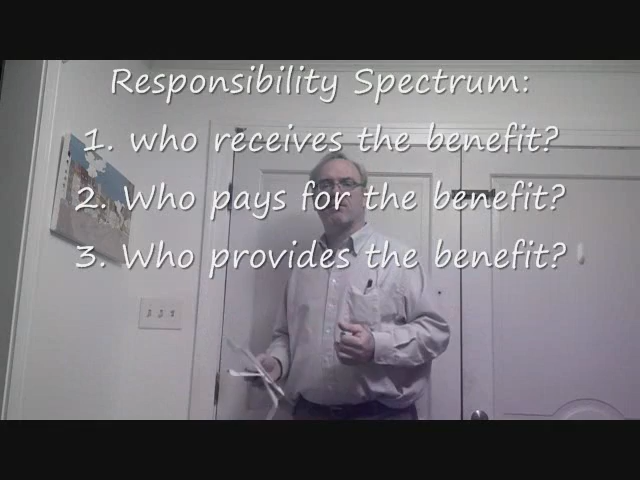 Responsibility Spectrum:
1. who receives the benefit?
2. Who pays for the benefit?
3. Who provides the benefit?